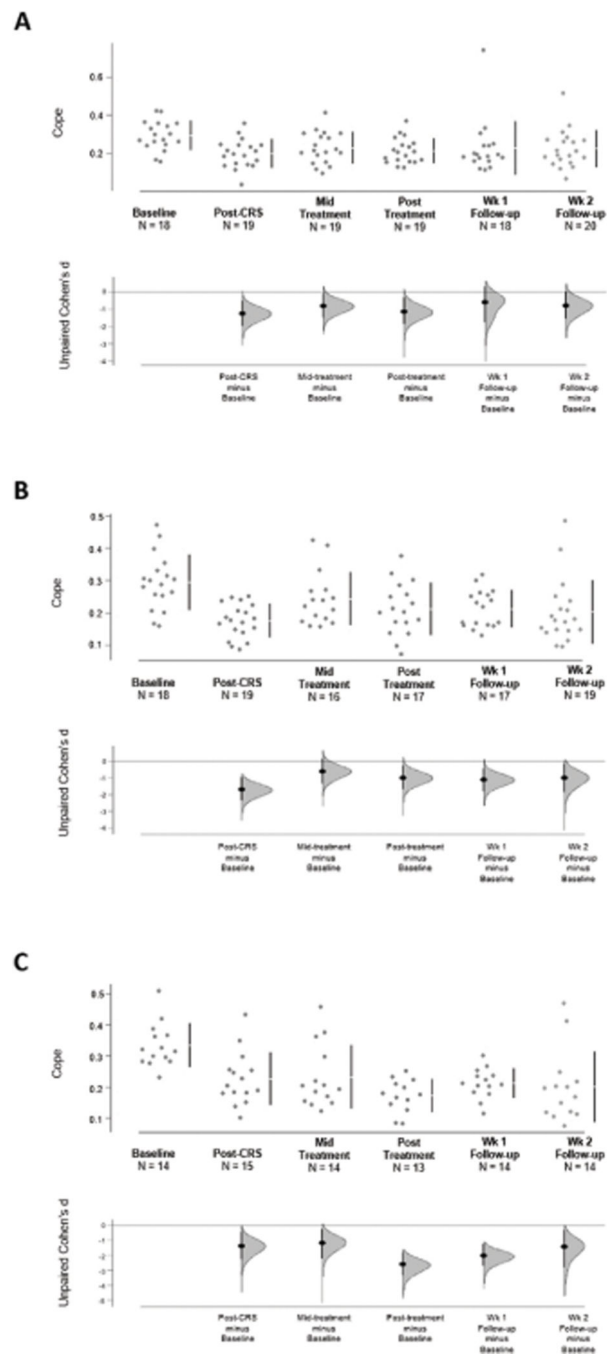 A
Cope
0.6
0.4
0.2
Baseline Post-CRS Mid Treatment Post Treatment Wk 1 Follow-up Wk 2 Follow-up
N = 18 N = 19 N = 19 N = 19 N = 18 N = 20
Unpaired Cohen's d
0
-1
-2
-3
-4
Post-CRS minus Baseline
Mid-treatment minus Baseline
Post-treatment minus Baseline
Wk 1 Follow-up minus Baseline
Wk 2 Follow-up minus Baseline
B
Cope
0.5
0.4
0.3
0.2
0.1
Baseline Post-CRS Mid Treatment Post Treatment Wk 1 Follow-up Wk 2 Follow-up
N = 18 N = 19 N = 16 N = 17 N = 17 N = 19
Unpaired Cohen's d
0
-1
-2
-3
-4
Post-CRS minus Baseline
Mid-treatment minus Baseline
Post-treatment minus Baseline
Wk 1 Follow-up minus Baseline
Wk 2 Follow-up minus Baseline
C
Cope
0.5
0.4
0.3
0.2
0.1
Baseline Post-CRS Mid Treatment Post Treatment Wk 1 Follow-up Wk 2 Follow-up
N = 14 N = 15 N = 14 N = 13 N = 14 N = 14
Unpaired Cohen's d
0
-1
-2
-3
-4
-5
Post-CRS minus Baseline
Mid-treatment minus Baseline
Post-treatment minus Baseline
Wk 1 Follow-up minus Baseline
Wk 2 Follow-up minus Baseline